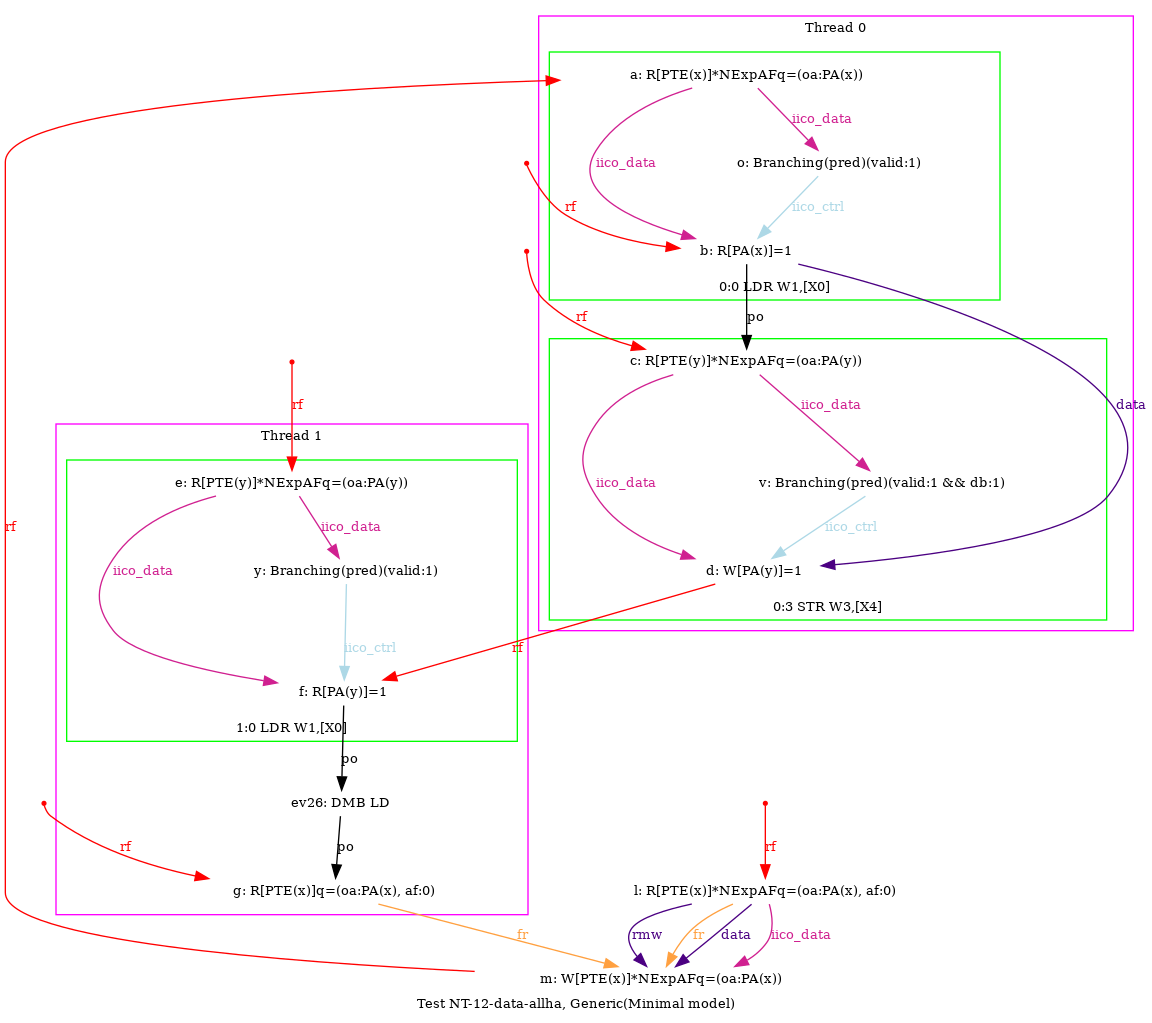 Thread 0
a: R[PTE(x)]*NExpAFq=(oa:PA(x))
iico_data
iico_data
o: Branching(pred)(valid:1)
rf
iico_ctrl
b: R[PA(x)]=1
0:0 LDR W1,[X0]
rf
po
c: R[PTE(y)]*NExpAFq=(oa:PA(y))
rf
iico_data
data
Thread 1
e: R[PTE(y)]*NExpAFq=(oa:PA(y))
iico_data
v: Branching(pred)(valid:1 && db:1)
rf
iico_data
iico_ctrl
iico_data
y: Branching(pred)(valid:1)
d: W[PA(y)]=1
0:3 STR W3,[X4]
iico_ctrl
rf
f: R[PA(y)]=1
1:0 LDR W1,[X0]
po
ev26: DMB LD
rf
po
rf
g: R[PTE(x)]q=(oa:PA(x), af:0)
l: R[PTE(x)]*NExpAFq=(oa:PA(x), af:0)
fr
rmw
fr
data
iico_data
m: W[PTE(x)]*NExpAFq=(oa:PA(x))
Test NT-12-data-allha, Generic(Minimal model)